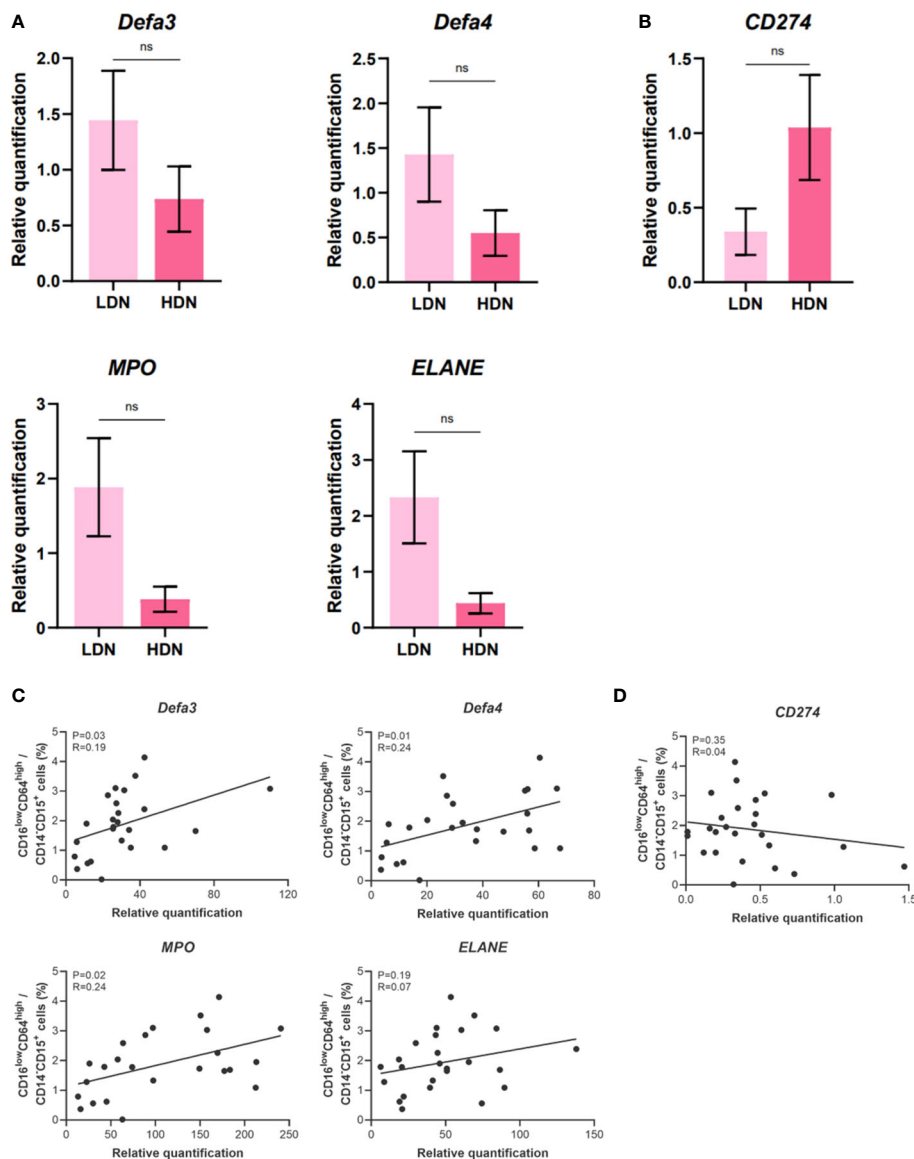 A
Defa3
Relative quantification
2.0
1.5
1.0
0.5
0.0
ns
LDN HDN
Defa4
Relative quantification
2.5
2.0
1.5
1.0
0.5
0.0
ns
LDN HDN
B
CD274
Relative quantification
1.5
1.0
0.5
0.0
ns
LDN HDN
MPO
Relative quantification
3
2
1
0
ns
LDN HDN
ELANE
Relative quantification
4
3
2
1
0
ns
LDN HDN
C
Defa3
P=0.03
R=0.19
CD16lowCD64high /
CD14-CD15+ cells (%)
5
4
3
2
1
0
0 40 80 120
Relative quantification
Defa4
P=0.01
R=0.24
CD16lowCD64high /
CD14-CD15+ cells (%)
5
4
3
2
1
0
0 20 40 60 80
Relative quantification
D
CD274
P=0.35
R=0.04
CD16lowCD64high /
CD14-CD15+ cells (%)
5
4
3
2
1
0
0.0 0.5 1.0 1.5
Relative quantification
MPO
P=0.02
R=0.24
CD16lowCD64high /
CD14-CD15+ cells (%)
5
4
3
2
1
0
0 50 100 150 200 250
Relative quantification
ELANE
P=0.19
R=0.07
CD16lowCD64high /
CD14-CD15+ cells (%)
5
4
3
2
1
0
0 50 100 150
Relative quantification